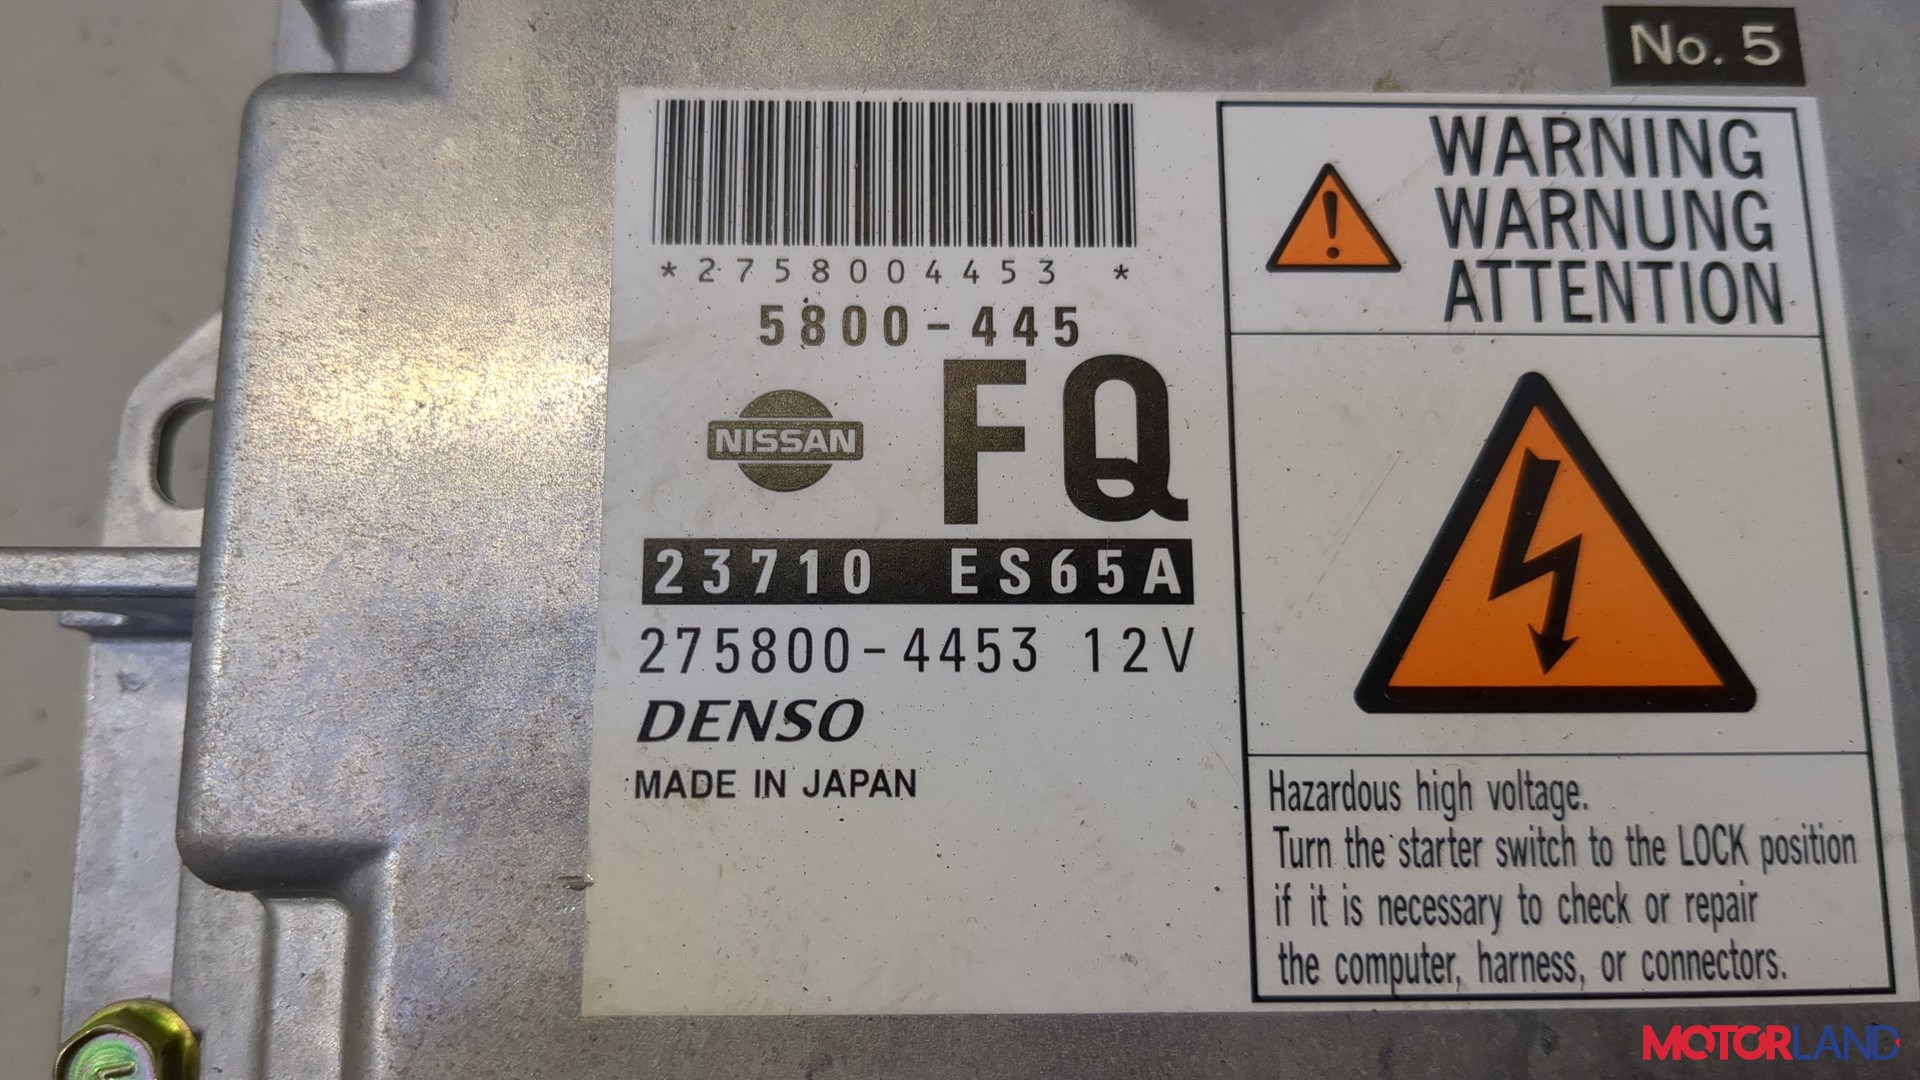 No. 5
*2758004453 *
5800-445
NISSAN
FQ
23710 ES65A
275800-4453 12V
DENSO
MADE IN JAPAN
!
WARNING
WARNUNG
ATTENTION
Hazardous high voltage.
Turn the starter switch to the LOCK position
if it is necessary to check or repair
the computer, harness, or connectors.
MOTORLAND